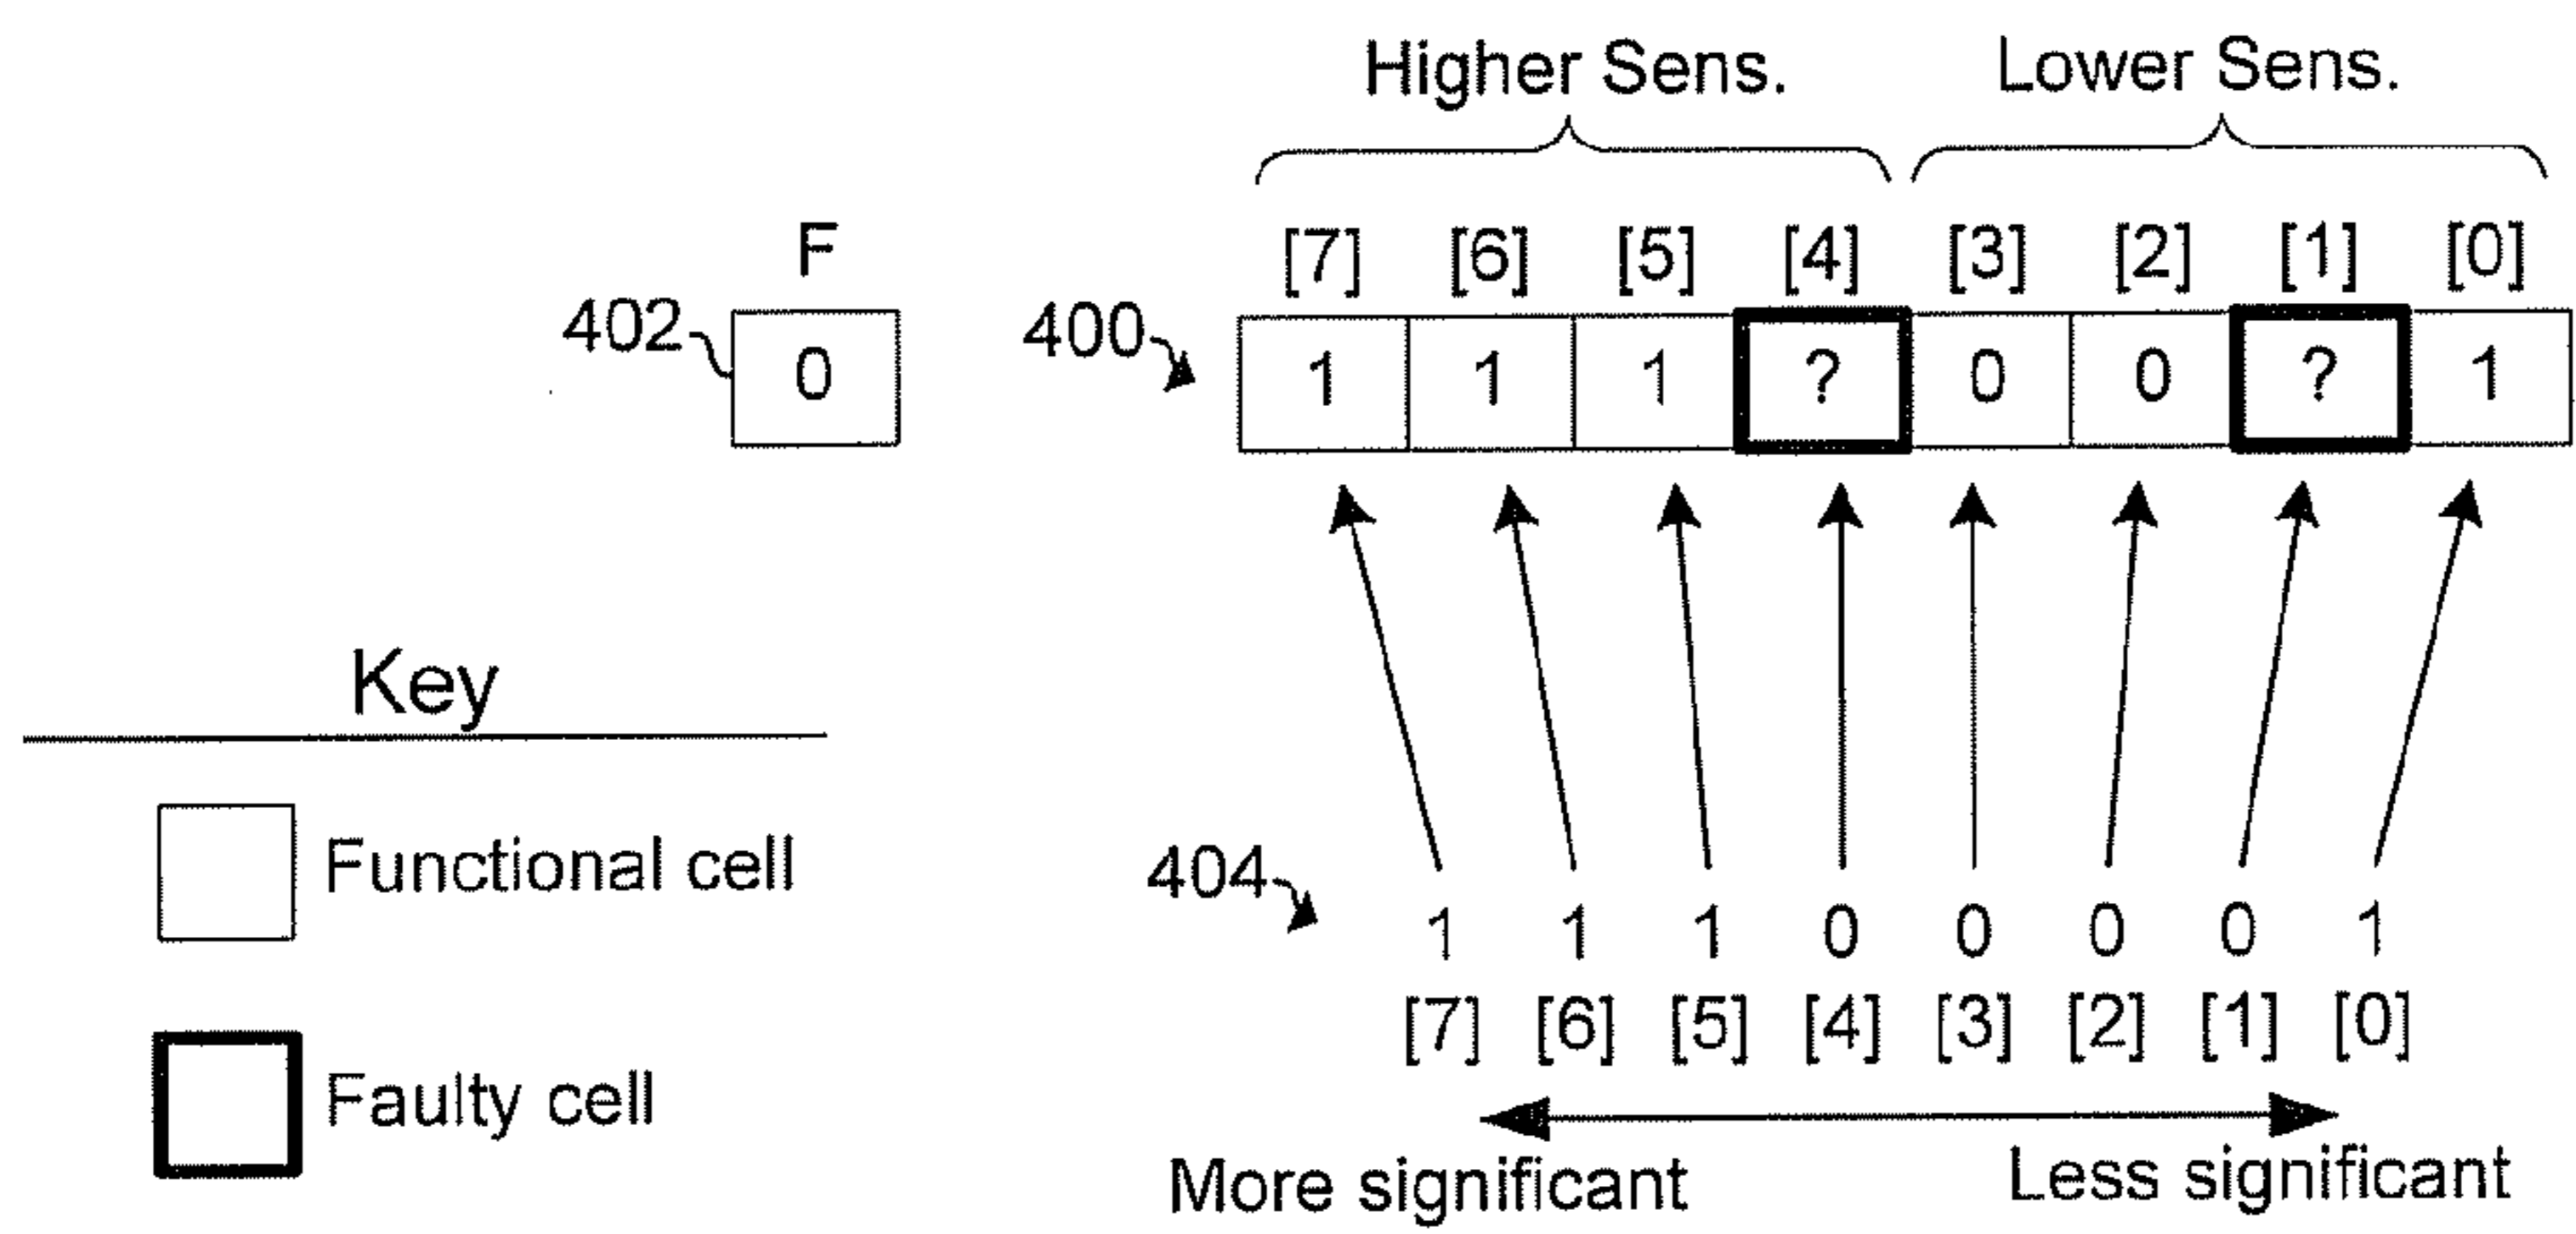 Higher Sens. Lower Sens.
F [7] [6] [5] [4] [3] [2] [1] [0]
402 0 400 1 1 1 ? 0 0 ? 1
Key
Functional cell
404 1 1 1 0 0 0 0 1
[7] [6] [5] [4] [3] [2] [1] [0]
Faulty cell
More significant Less significant